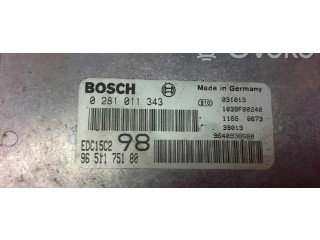 BOSCH
Made in Germany
0 281 011 343
031013
1039F00240
1166 0673
39013
EDC15C2 98
96 511 751 80